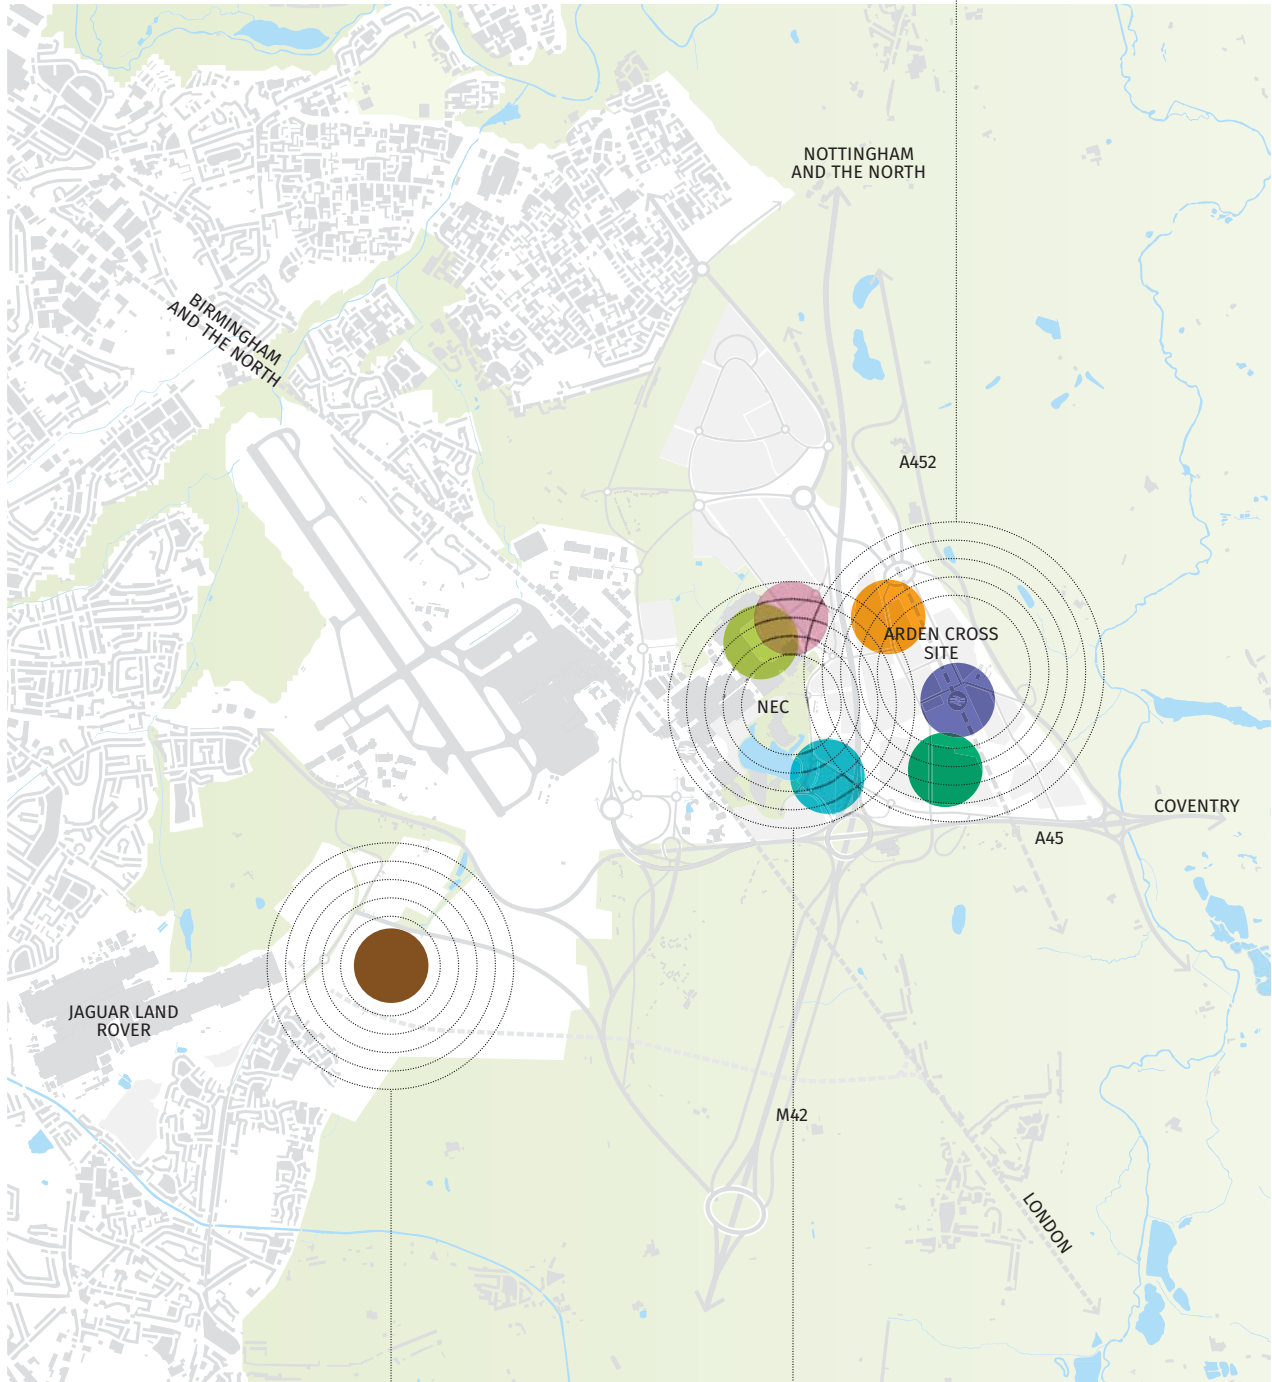 NOTTINGHAM
AND THE NORTH
BIRMINGHAM
AND THE NORTH
A452
ARDEN CROSS
SITE
NEC
COVENTRY
A45
JAGUAR LAND
ROVER
M42
LONDON